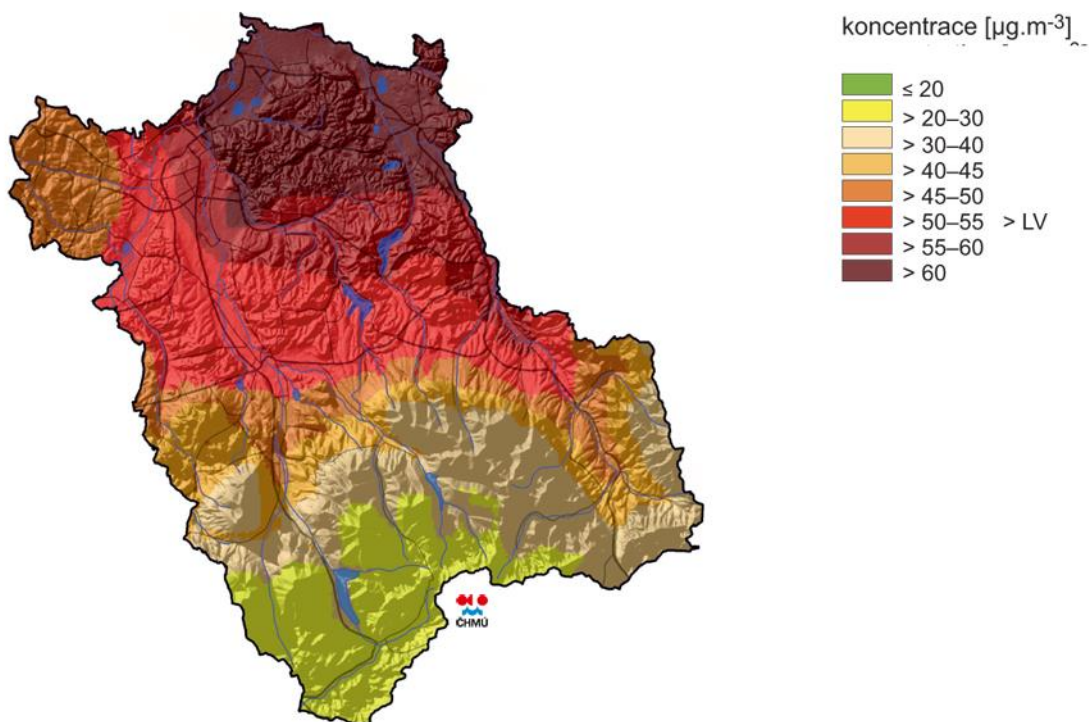 koncentrace [µg.m⁻³]
≤ 20
> 20–30
> 30–40
> 40–45
> 45–50
> 50–55 > LV
> 55–60
> 60
ČHMÚ